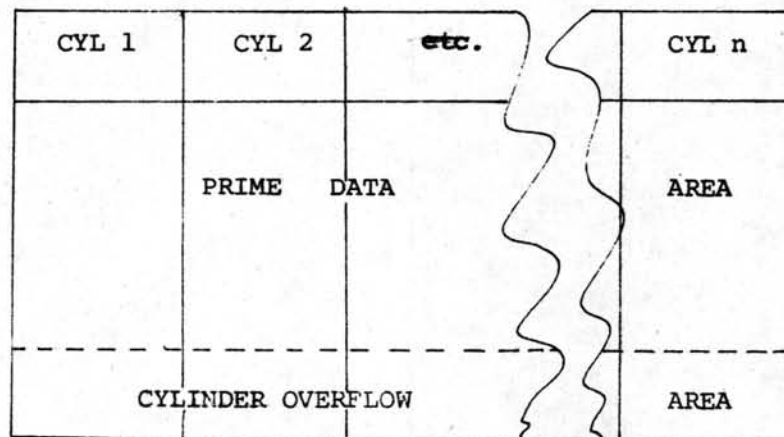 CYL 1 CYL 2 etc. CYL n
PRIME DATA AREA
CYLINDER OVERFLOW AREA